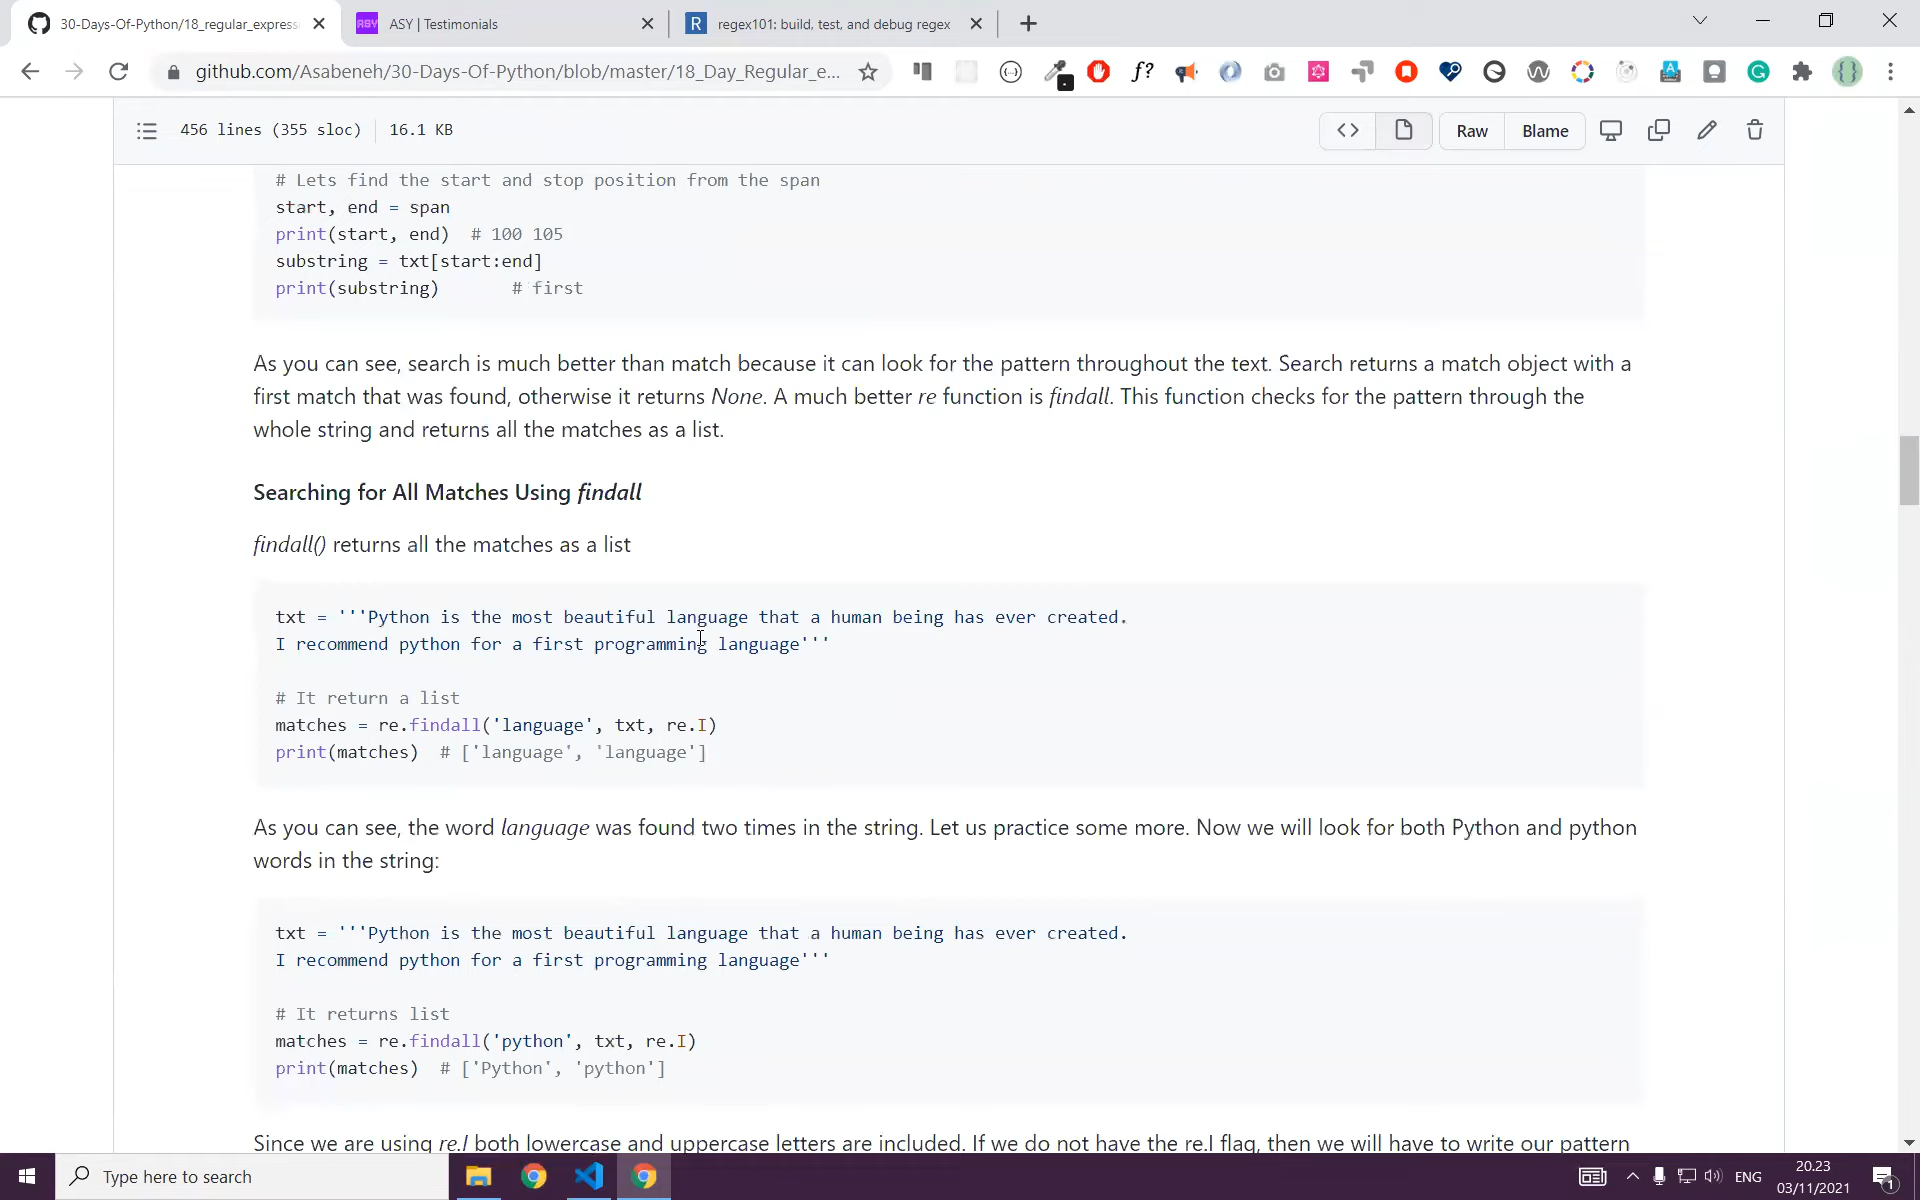 30-Days-Of-Python/18_regular_express
ASY | Testimonials
regex101: build, test, and debug regex
github.com/Asabeneh/30-Days-Of-Python/blob/master/18_Day_Regular_e...
456 lines (355 sloc) 16.1 KB
Raw Blame
# Lets find the start and stop position from the span
start, end = span
print(start, end)  # 100 105
substring = txt[start:end]
print(substring)       # first
As you can see, search is much better than match because it can look for the pattern throughout the text. Search returns a match object with a
first match that was found, otherwise it returns None. A much better re function is findall. This function checks for the pattern through the
whole string and returns all the matches as a list.
Searching for All Matches Using findall
findall() returns all the matches as a list
txt = '''Python is the most beautiful language that a human being has ever created.
I recommend python for a first programming language'''
# It return a list
matches = re.findall('language', txt, re.I)
print(matches)  # ['language', 'language']
As you can see, the word language was found two times in the string. Let us practice some more. Now we will look for both Python and python
words in the string:
txt = '''Python is the most beautiful language that a human being has ever created.
I recommend python for a first programming language'''
# It returns list
matches = re.findall('python', txt, re.I)
print(matches)  # ['Python', 'python']
Since we are using re.I both lowercase and uppercase letters are included. If we do not have the re.I flag, then we will have to write our pattern
Type here to search
ENG
20.23
03/11/2021
1